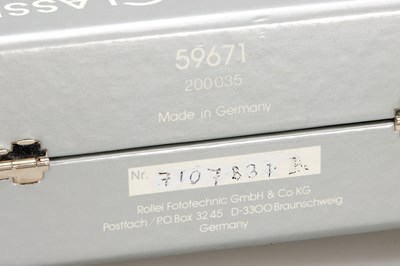 Classi
59671
200035
Made in Germany
Nr. 7107831
Rollei Fototechnic GmbH & Co KG
Postfach / P.O.Box 32 45 D-3300 Braunschweig
Germany